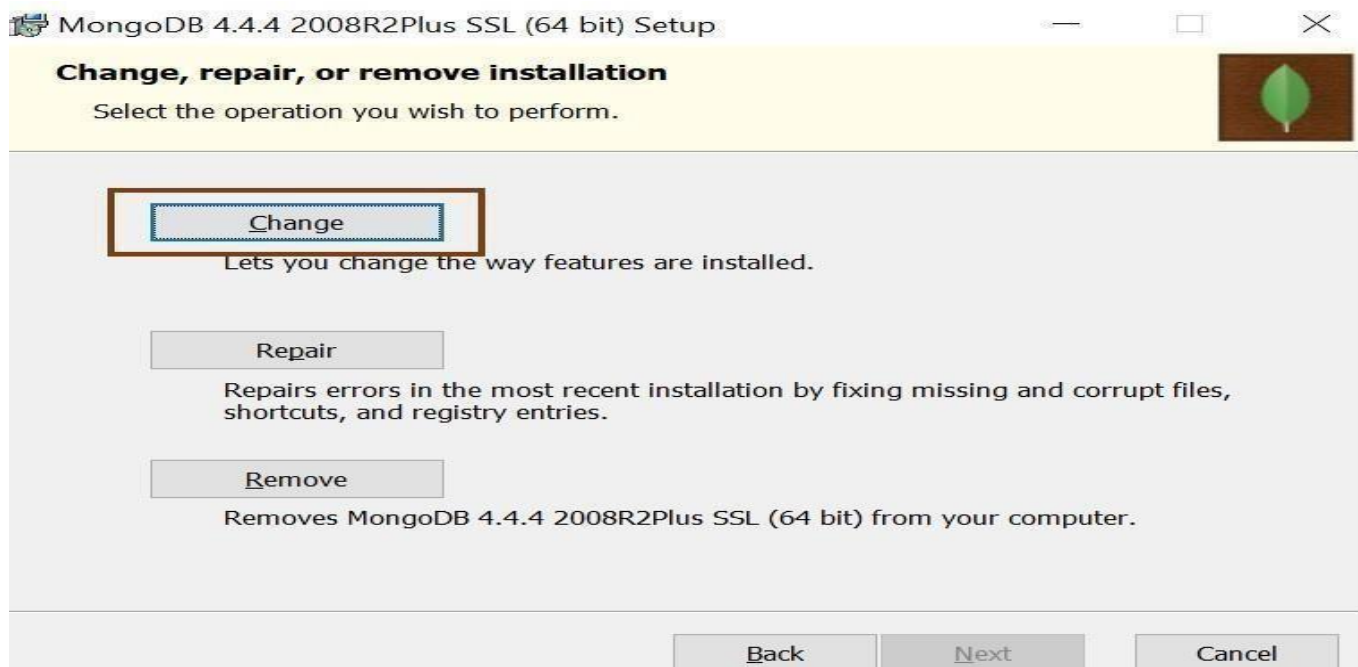 MongoDB 4.4.4 2008R2Plus SSL (64 bit) Setup
Change, repair, or remove installation
Select the operation you wish to perform.
Change
Lets you change the way features are installed.
Repair
Repairs errors in the most recent installation by fixing missing and corrupt files,
shortcuts, and registry entries.
Remove
Removes MongoDB 4.4.4 2008R2Plus SSL (64 bit) from your computer.
Back Next Cancel